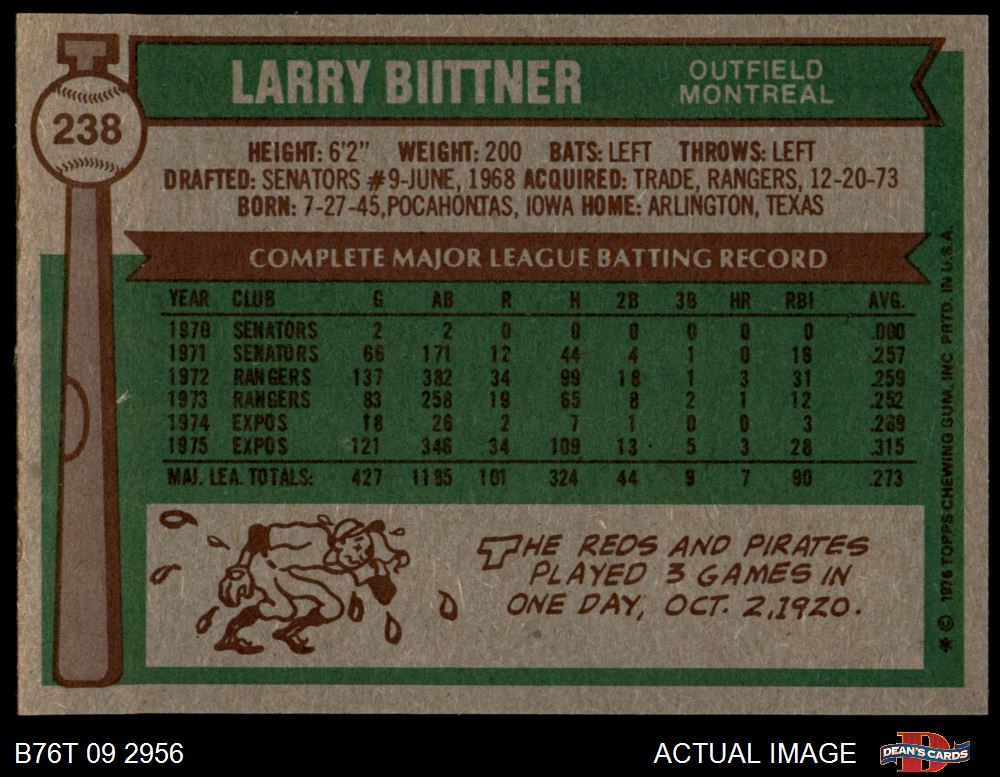 LARRY BIITTNER
OUTFIELD
MONTREAL
238
HEIGHT: 6'2" WEIGHT: 200 BATS: LEFT THROWS: LEFT
DRAFTED: SENATORS #9-JUNE, 1968 ACQUIRED: TRADE, RANGERS, 12-20-73
BORN: 7-27-45, POCAHONTAS, IOWA HOME: ARLINGTON, TEXAS
COMPLETE MAJOR LEAGUE BATTING RECORD
YEAR CLUB G AB R H 2B 3B HR RBI AVG.
1970 SENATORS 2 2 0 0 0 0 0 0 .000
1971 SENATORS 66 171 12 44 4 1 0 18 .257
1972 RANGERS 137 382 34 99 18 1 3 31 .259
1973 RANGERS 83 258 19 65 8 2 1 12 .252
1974 EXPOS 18 26 2 7 1 0 0 3 .269
1975 EXPOS 121 346 34 109 13 5 3 28 .315
MAJ. LEA. TOTALS: 427 1185 101 324 44 9 7 90 .273
THE REDS AND PIRATES
PLAYED 3 GAMES IN
ONE DAY, OCT. 2, 1920.
* © 1976 TOPPS CHEWING GUM, INC. PRTD. IN U.S.A.
B76T 09 2956
ACTUAL IMAGE
DEAN'S CARDS